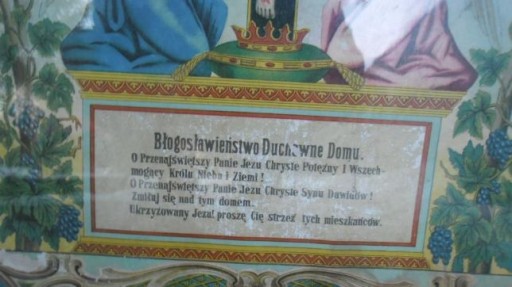 Błogosławieństwo Duchowne Domu.
O Przenajświętszy Panie Jezu Chryste Potężny i Wszech-
mogący Królu Nieba i Ziemi!
O Przenajświętszy Panie Jezu Chryste Synu Dawidów!
Zmiłuj się nad tym domem.
Ukrzyżowany Jezu! proszę Cię strzeż tych mieszkańców.